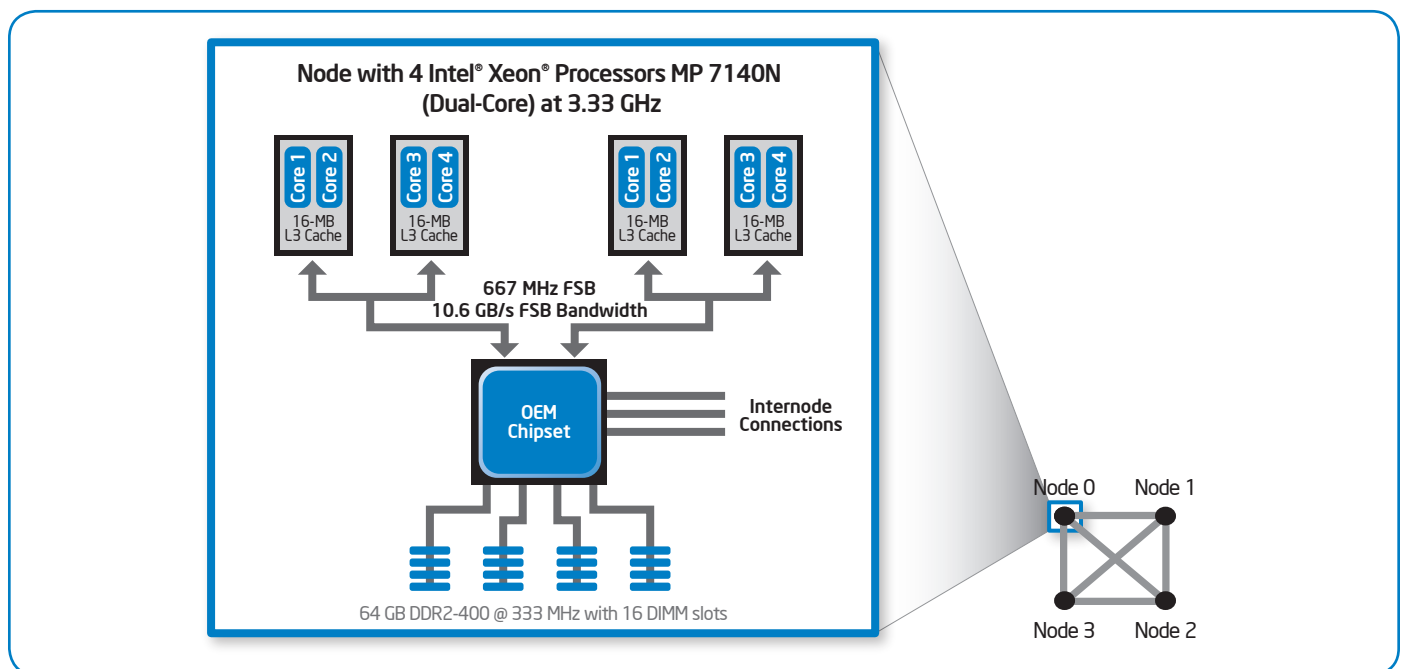 Node with 4 Intel® Xeon® Processors MP 7140N
(Dual-Core) at 3.33 GHz
Core 1
Core 2
16-MB
L3 Cache
Core 3
Core 4
16-MB
L3 Cache
Core 1
Core 2
16-MB
L3 Cache
Core 3
Core 4
16-MB
L3 Cache
667 MHz FSB
10.6 GB/s FSB Bandwidth
OEM
Chipset
Internode
Connections
64 GB DDR2-400 @ 333 MHz with 16 DIMM slots
Node 0
Node 1
Node 3
Node 2